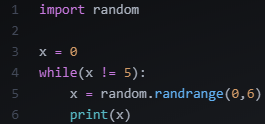 1 import random
2
3 x = 0
4 while(x != 5):
5     x = random.randrange(0,6)
6     print(x)